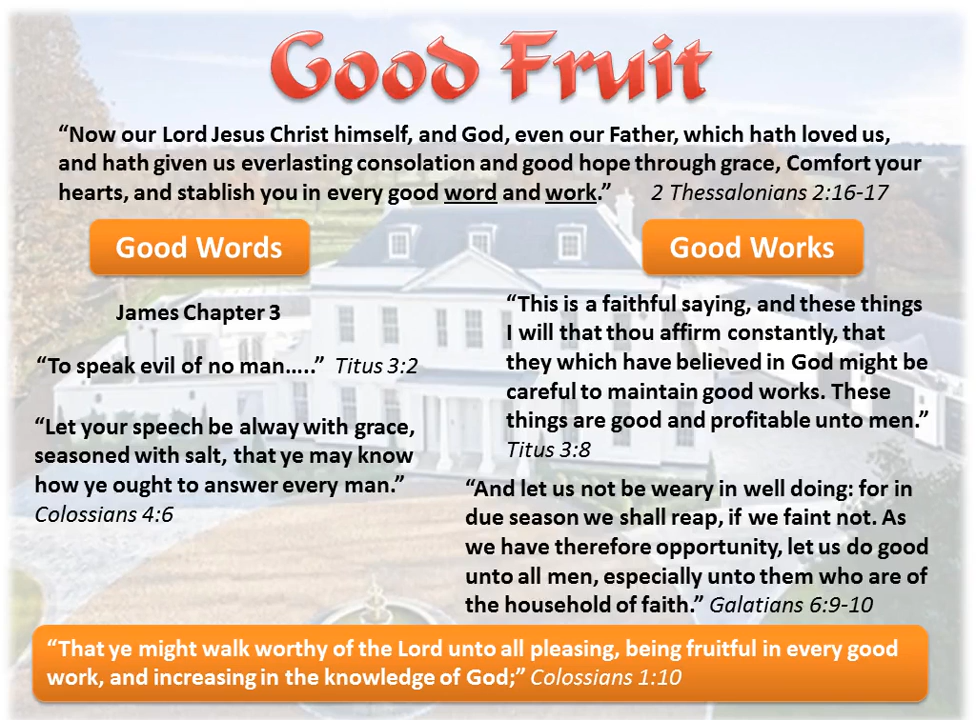 Good Fruit
“Now our Lord Jesus Christ himself, and God, even our Father, which hath loved us,
and hath given us everlasting consolation and good hope through grace, Comfort your
hearts, and stablish you in every good word and work.” 2 Thessalonians 2:16-17
Good Words
James Chapter 3
“To speak evil of no man…..” Titus 3:2
“Let your speech be alway with grace,
seasoned with salt, that ye may know
how ye ought to answer every man.”
Colossians 4:6
Good Works
“This is a faithful saying, and these things
I will that thou affirm constantly, that
they which have believed in God might be
careful to maintain good works. These
things are good and profitable unto men.”
Titus 3:8
“And let us not be weary in well doing: for in
due season we shall reap, if we faint not. As
we have therefore opportunity, let us do good
unto all men, especially unto them who are of
the household of faith.” Galatians 6:9-10
“That ye might walk worthy of the Lord unto all pleasing, being fruitful in every good
work, and increasing in the knowledge of God;” Colossians 1:10